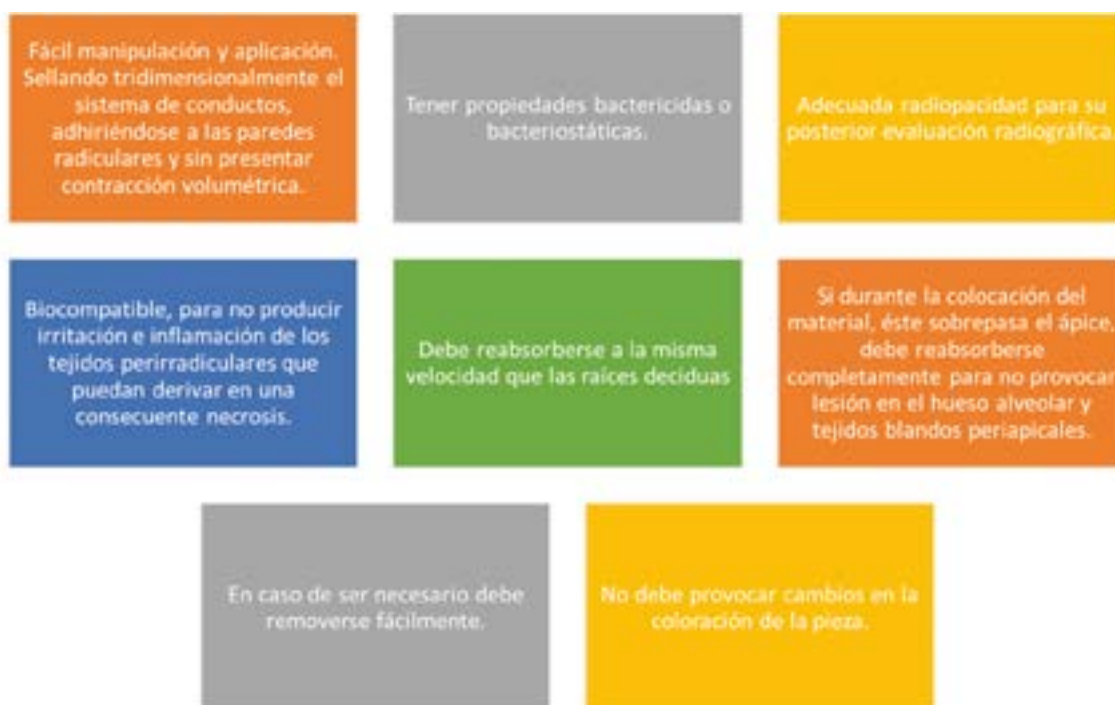 Fácil manipulación y aplicación.
Sellando tridimensionalmente el
sistema de conductos,
adhiriéndose a las paredes
radiculares y sin presentar
contracción volumétrica.
Tener propiedades bactericidas o
bacteriostáticas.
Adecuada radiopacidad para su
posterior evaluación radiográfica.
Biocompatible, para no producir
irritación e inflamación de los
tejidos perirradiculares que
puedan derivar en una
consecuente necrosis.
Debe reabsorberse a la misma
velocidad que las raíces deciduas
Si durante la colocación del
material, éste sobrepasa el ápice,
debe reabsorberse
completamente para no provocar
lesión en el hueso alveolar y
tejidos blandos periapicales.
En caso de ser necesario debe
removerse fácilmente.
No debe provocar cambios en la
coloración de la pieza.